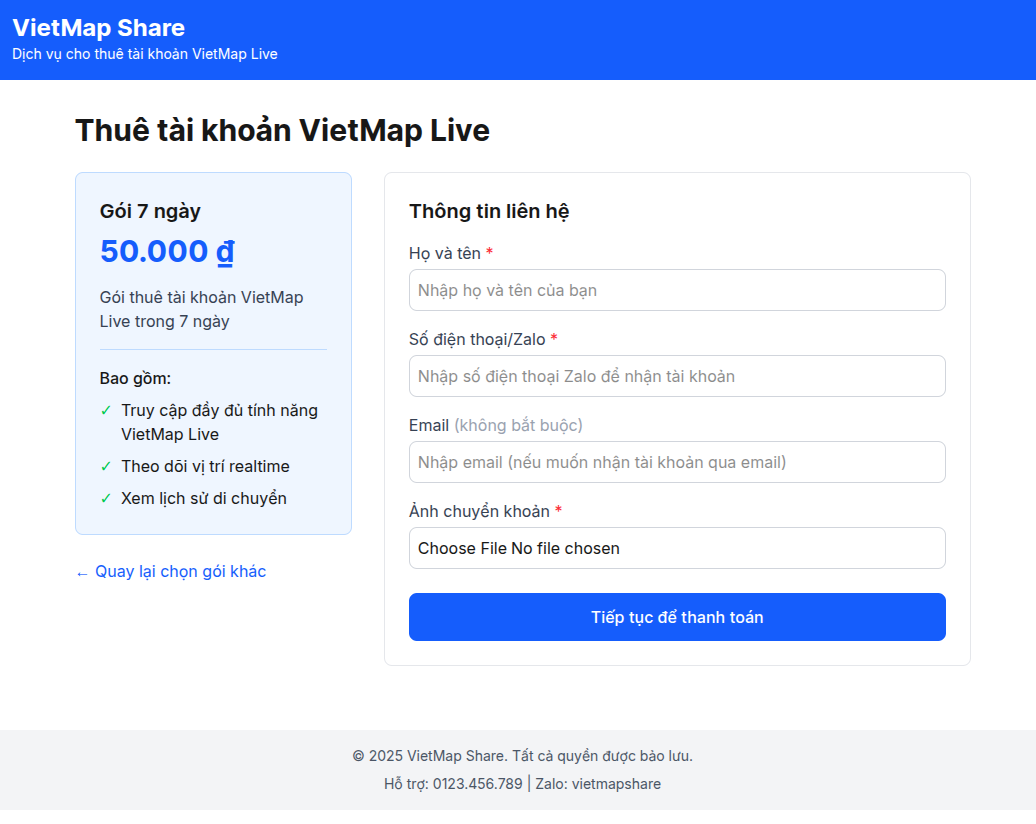 VietMap Share
Dịch vụ cho thuê tài khoản VietMap Live
Thuê tài khoản VietMap Live
Gói 7 ngày
50.000 ₫
Gói thuê tài khoản VietMap
Live trong 7 ngày
Bao gồm:
✓ Truy cập đầy đủ tính năng
VietMap Live
✓ Theo dõi vị trí realtime
✓ Xem lịch sử di chuyển
← Quay lại chọn gói khác
Thông tin liên hệ
Họ và tên *
Nhập họ và tên của bạn
Số điện thoại/Zalo *
Nhập số điện thoại Zalo để nhận tài khoản
Email (không bắt buộc)
Nhập email (nếu muốn nhận tài khoản qua email)
Ảnh chuyển khoản *
Choose File No file chosen
Tiếp tục để thanh toán
© 2025 VietMap Share. Tất cả quyền được bảo lưu.
Hỗ trợ: 0123.456.789 | Zalo: vietmapshare